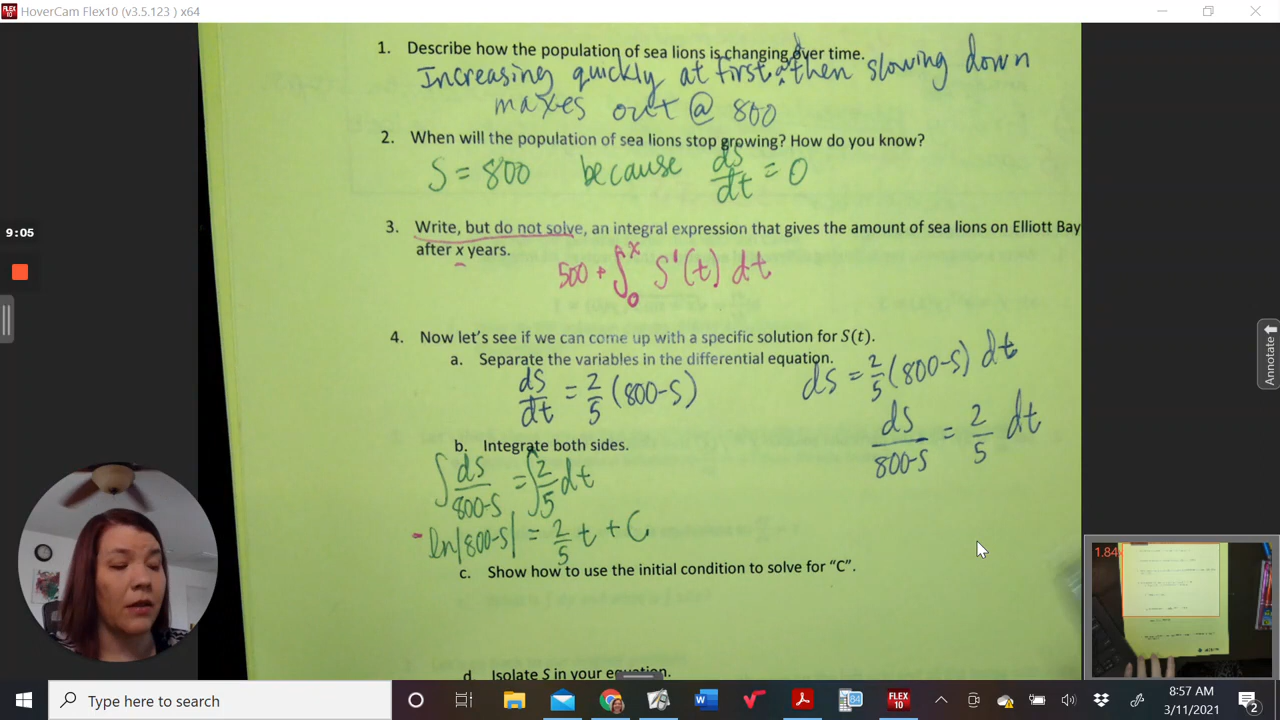 HoverCam Flex10 (v3.5.123) x64
1. Describe how the population of sea lions is changing over time.
Increasing quickly at first, then slowing down
maxes out @ 800
2. When will the population of sea lions stop growing? How do you know?
S = 800 because ds/dt = 0
3. Write, but do not solve, an integral expression that gives the amount of sea lions on Elliott Bay
after x years.
500 + ∫₀ˣ S'(t) dt
4. Now let's see if we can come up with a specific solution for S(t).
a. Separate the variables in the differential equation.
dS/dt = 2/5 (800-S)
ds = 2/5 (800-S) dt
ds/800-S = 2/5 dt
b. Integrate both sides.
∫ ds/800-S = ∫ 2/5 dt
-ln|800-S| = 2/5 t + C
c. Show how to use the initial condition to solve for "C".
d Isolate S in your equation.
9:05
Annotate
1.84
FLEX 10
Type here to search
FLEX 10
8:57 AM
3/11/2021
2